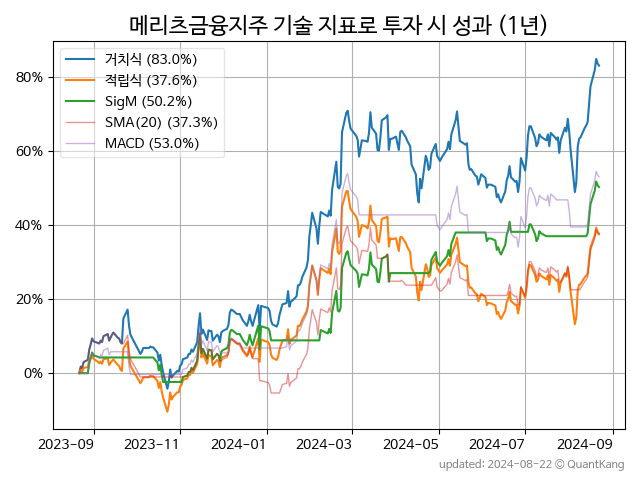 메리츠금융지주 기술 지표로 투자 시 성과 (1년)
거치식 (83.0%)
적립식 (37.6%)
SigM (50.2%)
SMA(20) (37.3%)
MACD (53.0%)
80%
60%
40%
20%
0%
2023-09 2023-11 2024-01 2024-03 2024-05 2024-07 2024-09
updated: 2024-08-22 © QuantKang